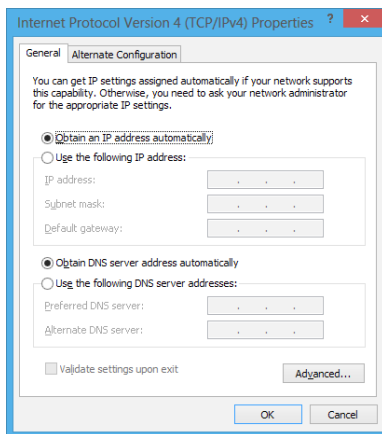 Internet Protocol Version 4 (TCP/IPv4) Properties ? ×
General Alternate Configuration
You can get IP settings assigned automatically if your network supports
this capability. Otherwise, you need to ask your network administrator
for the appropriate IP settings.
Obtain an IP address automatically
Use the following IP address:
IP address: . . .
Subnet mask: . . .
Default gateway: . . .
Obtain DNS server address automatically
Use the following DNS server addresses:
Preferred DNS server: . . .
Alternate DNS server: . . .
Validate settings upon exit
Advanced...
OK Cancel